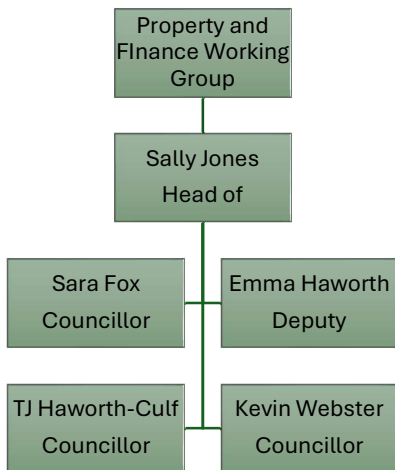 Property and
FInance Working
Group
Sally Jones
Head of
Sara Fox
Councillor
Emma Haworth
Deputy
TJ Haworth-Culf
Councillor
Kevin Webster
Councillor